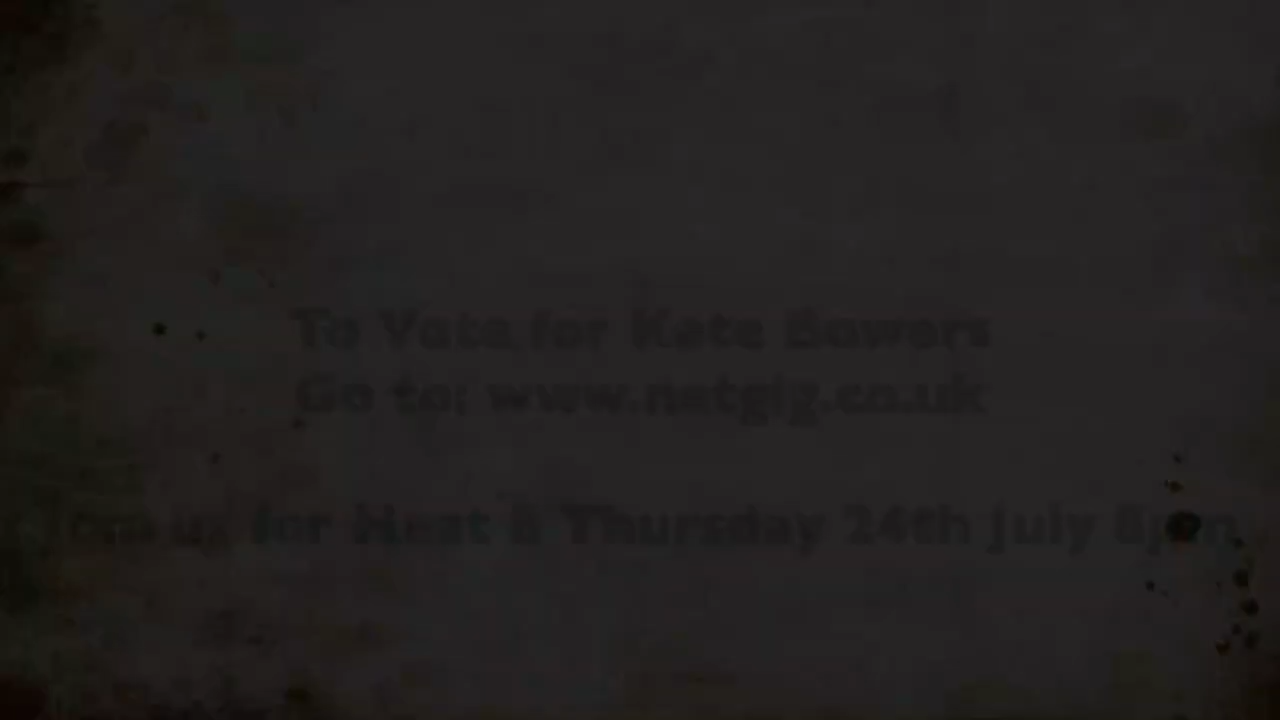 To Vote for Kate Bowers
Go to: www.netgig.co.uk
Join us for Heat 8 Thursday 24th July 8pm